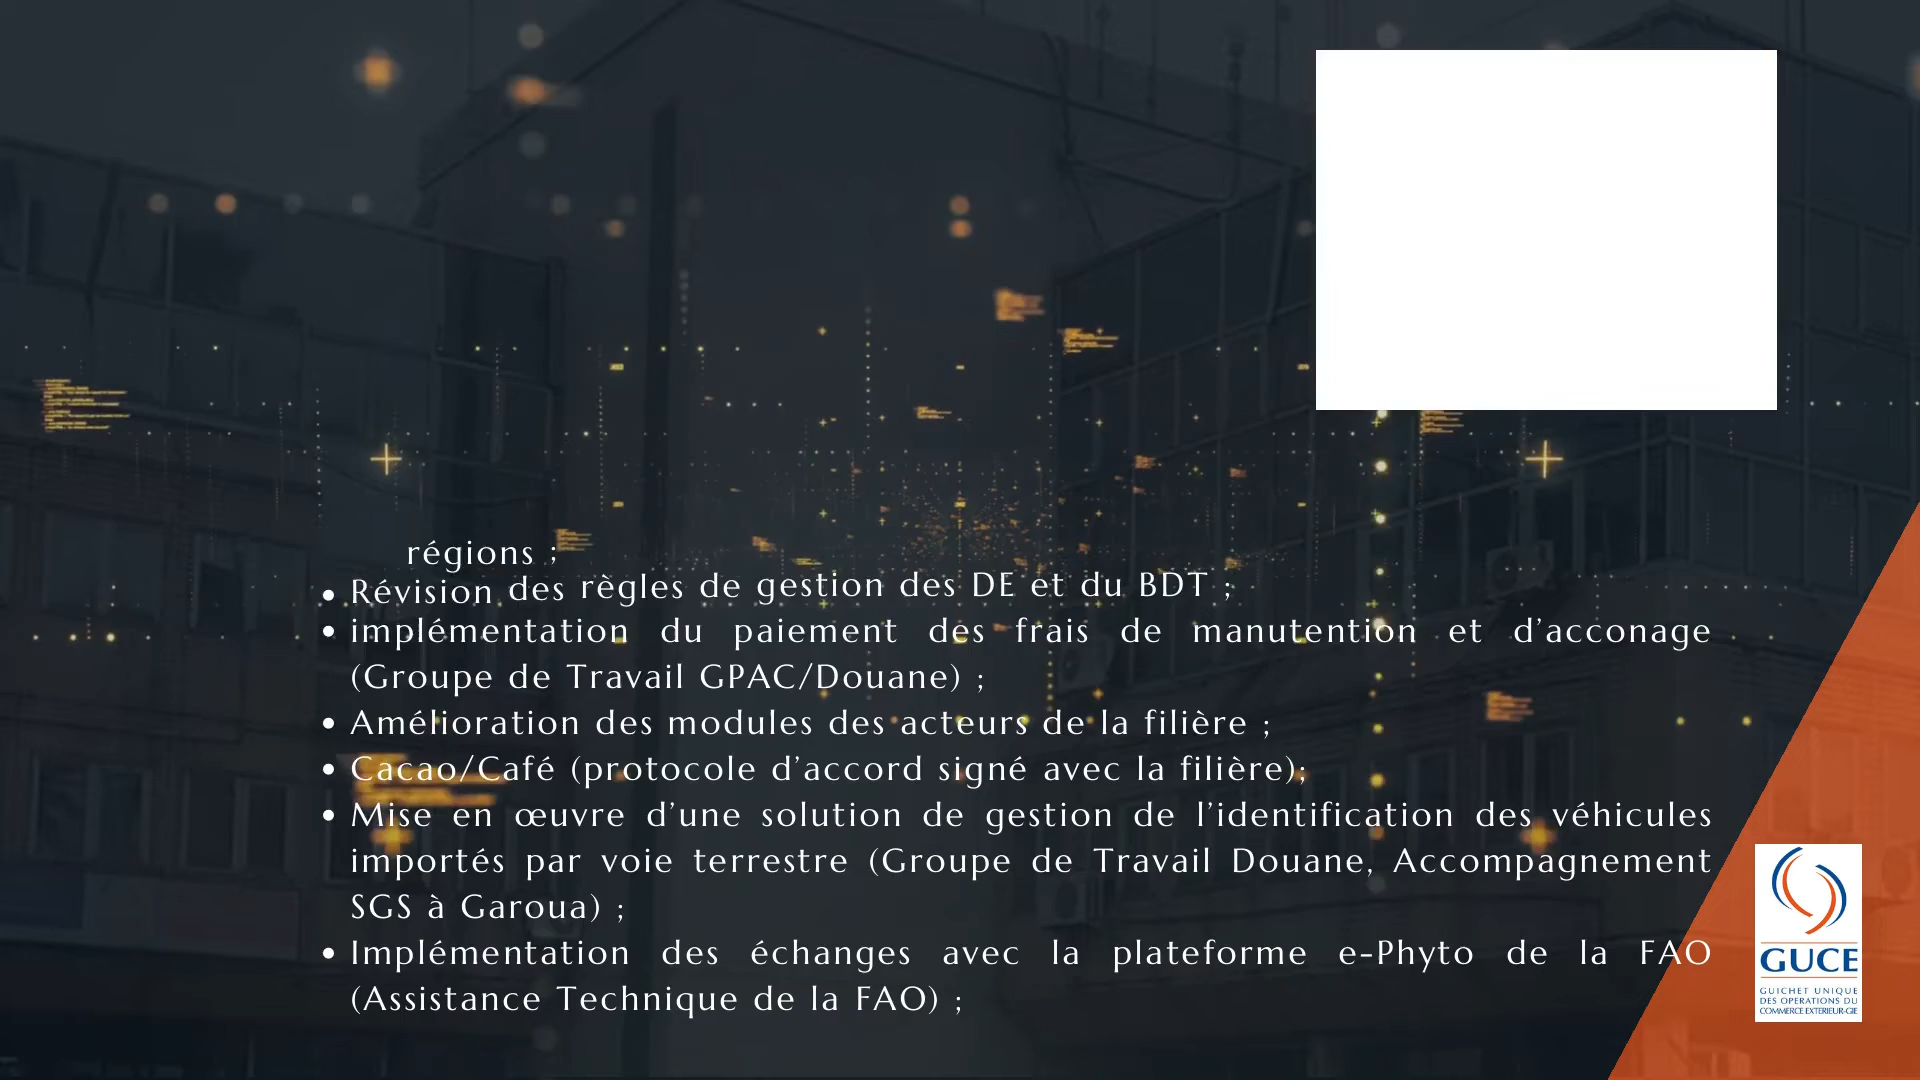 régions ;
• Révision des règles de gestion des DE et du BDT ;
• implémentation du paiement des frais de manutention et d’acconage
(Groupe de Travail GPAC/Douane) ;
• Amélioration des modules des acteurs de la filière ;
• Cacao/Café (protocole d’accord signé avec la filière);
• Mise en œuvre d’une solution de gestion de l’identification des véhicules
importés par voie terrestre (Groupe de Travail Douane, Accompagnement
SGS à Garoua) ;
• Implémentation des échanges avec la plateforme e-Phyto de la FAO
(Assistance Technique de la FAO) ;
GUCE
GUICHET UNIQUE
DES OPERATIONS DU
COMMERCE EXTERIEUR-GIE